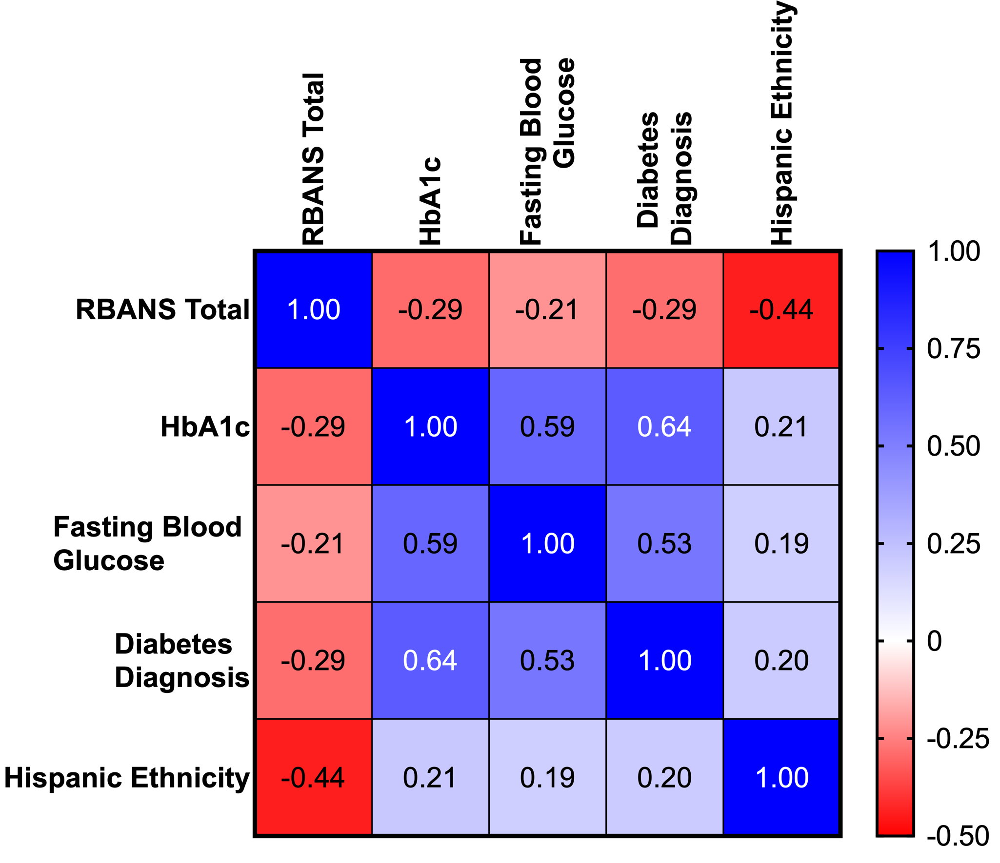 RBANS Total
HbA1c
Fasting Blood
Glucose
Diabetes
Diagnosis
Hispanic Ethnicity
RBANS Total
1.00
-0.29
-0.21
-0.29
-0.44
HbA1c
-0.29
1.00
0.59
0.64
0.21
Fasting Blood
Glucose
-0.21
0.59
1.00
0.53
0.19
Diabetes
Diagnosis
-0.29
0.64
0.53
1.00
0.20
Hispanic Ethnicity
-0.44
0.21
0.19
0.20
1.00
1.00
0.75
0.50
0.25
0
-0.25
-0.50